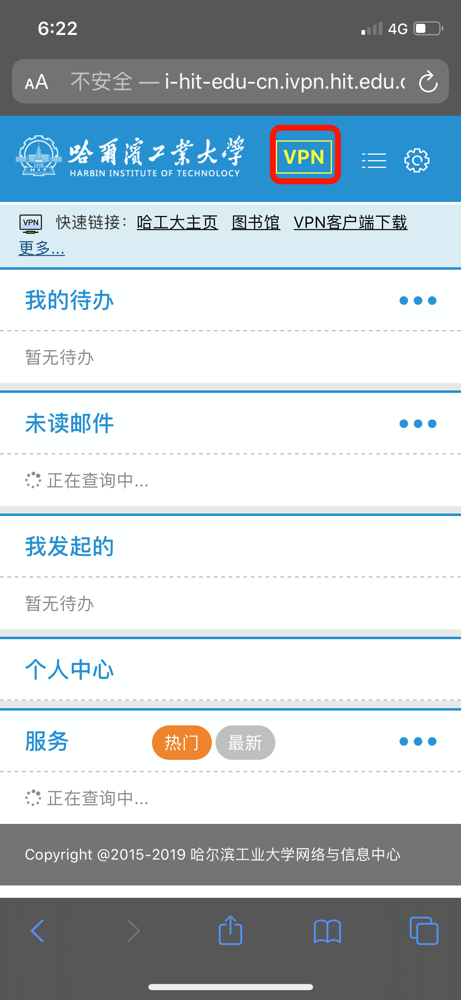 6:22 4G
AA 不安全 — i-hit-edu-cn.ivpn.hit.edu.c
哈爾濱工業大學 VPN
1920
HIT
HARBIN INSTITUTE OF TECHNOLOCY
VPN 快速链接： 哈工大主页 图书馆 VPN客户端下载
更多...
我的待办
暂无待办
未读邮件
正在查询中...
我发起的
暂无待办
个人中心
服务 热门 最新
正在查询中...
Copyright @2015-2019 哈尔滨工业大学网络与信息中心